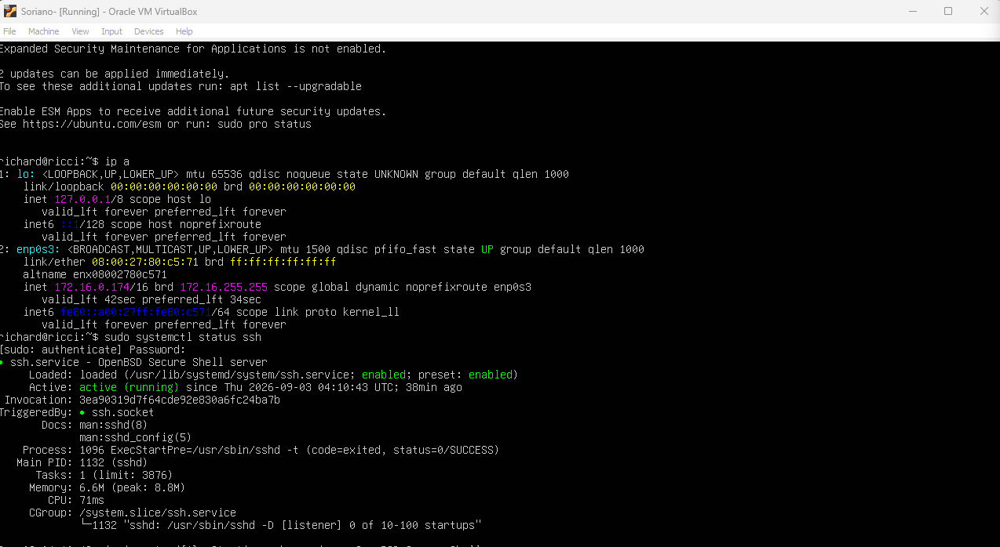 Soriano- [Running] - Oracle VM VirtualBox
File Machine View Input Devices Help
Expanded Security Maintenance for Applications is not enabled.
2 updates can be applied immediately.
To see these additional updates run: apt list --upgradable
Enable ESM Apps to receive additional future security updates.
See https://ubuntu.com/esm or run: sudo pro status
richard@ricci:~$ ip a
1: lo: <LOOPBACK,UP,LOWER_UP> mtu 65536 qdisc noqueue state UNKNOWN group default qlen 1000
link/loopback 00:00:00:00:00:00 brd 00:00:00:00:00:00
inet 127.0.0.1/8 scope host lo
valid_lft forever preferred_lft forever
inet6 ::1/128 scope host noprefixroute
valid_lft forever preferred_lft forever
2: enp0s3: <BROADCAST,MULTICAST,UP,LOWER_UP> mtu 1500 qdisc pfifo_fast state UP group default qlen 1000
link/ether 08:00:27:80:c5:71 brd ff:ff:ff:ff:ff:ff
altname enx08002780c571
inet 172.16.0.174/16 brd 172.16.255.255 scope global dynamic noprefixroute enp0s3
valid_lft 42sec preferred_lft 34sec
inet6 fe80::a00:27ff:fe80:c571/64 scope link proto kernel_ll
valid_lft forever preferred_lft forever
richard@ricci:~$ sudo systemctl status ssh
[sudo: authenticate] Password:
● ssh.service - OpenBSD Secure Shell server
Loaded: loaded (/usr/lib/systemd/system/ssh.service; enabled; preset: enabled)
Active: active (running) since Thu 2026-09-03 04:10:43 UTC; 38min ago
Invocation: 3ea90319d7f64cde92e830a6fc24ba7b
TriggeredBy: ● ssh.socket
Docs: man:sshd(8)
man:sshd_config(5)
Process: 1096 ExecStartPre=/usr/sbin/sshd -t (code=exited, status=0/SUCCESS)
Main PID: 1132 (sshd)
Tasks: 1 (limit: 3876)
Memory: 6.6M (peak: 8.8M)
CPU: 71ms
CGroup: /system.slice/ssh.service
└─1132 "sshd: /usr/sbin/sshd -D [listener] 0 of 10-100 startups"